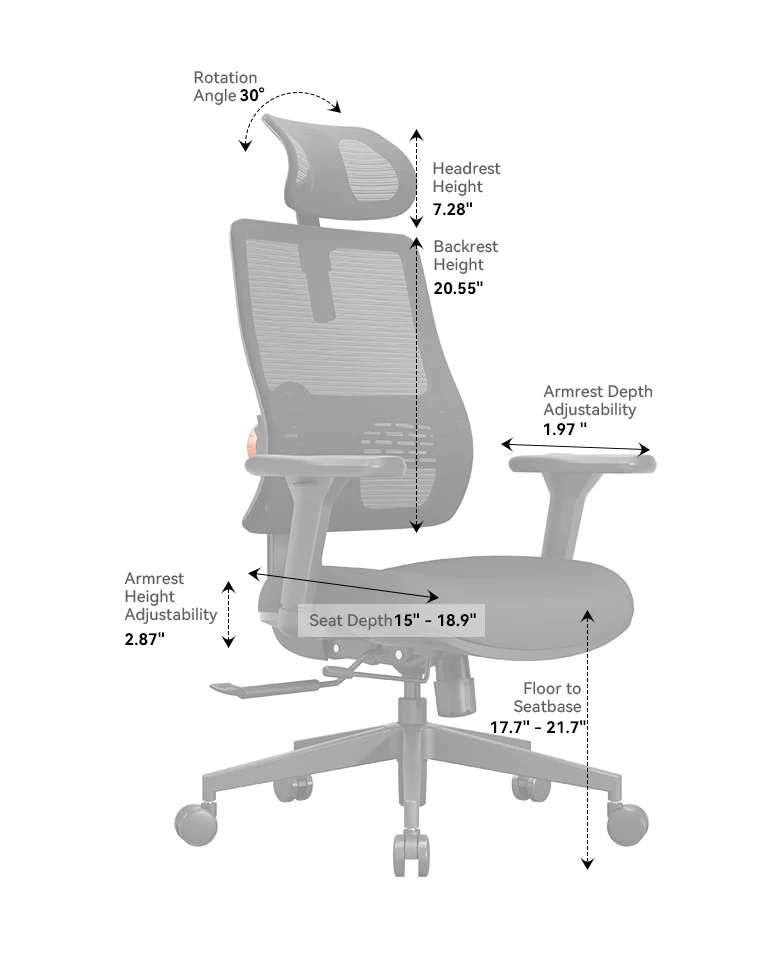 Rotation
Angle 30°
Headrest
Height
7.28"
Backrest
Height
20.55"
Armrest Depth
Adjustability
1.97 "
Armrest
Height
Adjustability
2.87"
Seat Depth15" - 18.9"
Floor to
Seatbase
17.7" - 21.7"